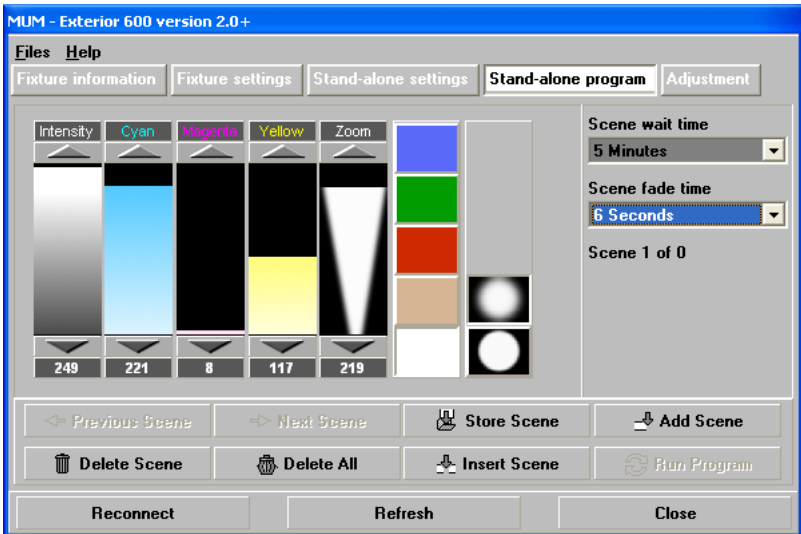 MUM - Exterior 600 version 2.0+
Files Help
Fixture information Fixture settings Stand-alone settings Stand-alone program Adjustment
Intensity Cyan Magenta Yellow Zoom
249 221 8 117 219
Scene wait time
5 Minutes
Scene fade time
6 Seconds
Scene 1 of 0
Previous Scene Next Scene Store Scene Add Scene
Delete Scene Delete All Insert Scene Run Program
Reconnect Refresh Close